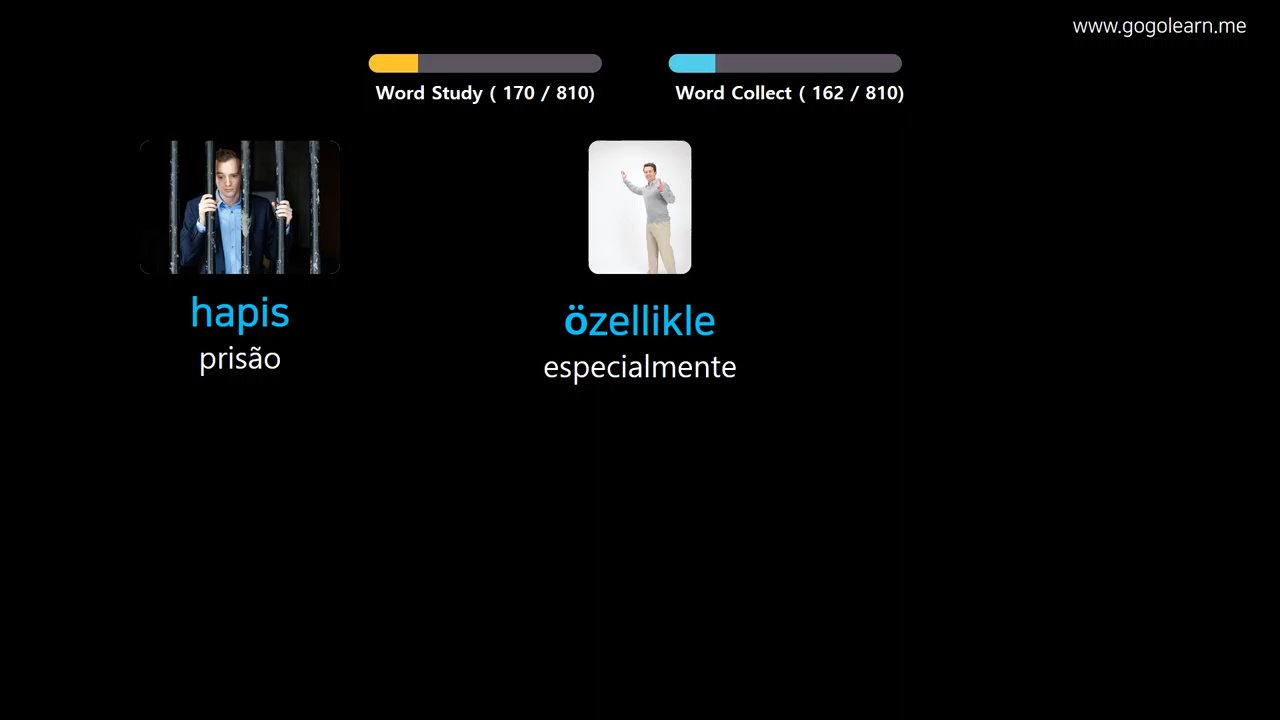 www.gogolearn.me
Word Study ( 170 / 810)
Word Collect ( 162 / 810)
hapis
prisão
özellikle
especialmente